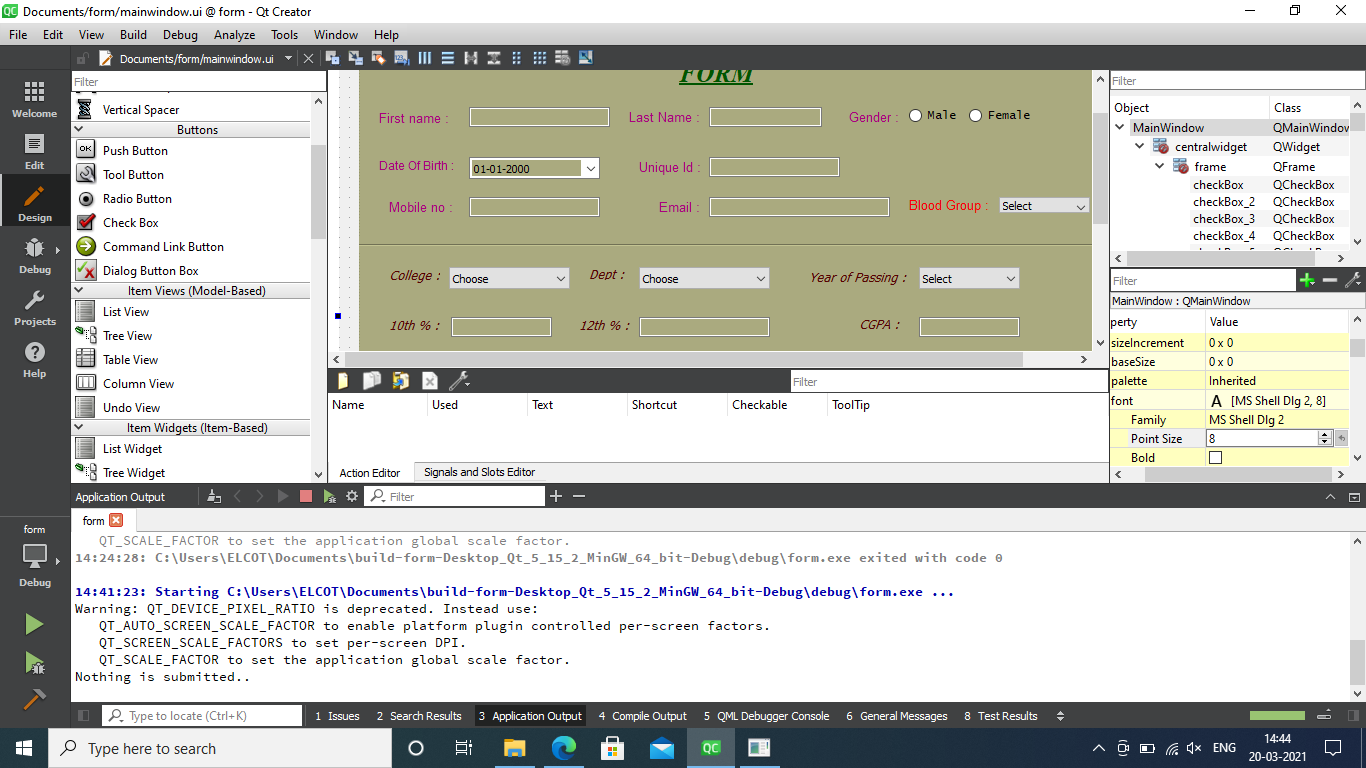 QC Documents/form/mainwindow.ui @ form - Qt Creator
File Edit View Build Debug Analyze Tools Window Help
Documents/form/mainwindow.ui
Welcome
Edit
Design
Debug
Projects
Help
form
Debug
Filter
Vertical Spacer
Buttons
OK Push Button
Tool Button
Radio Button
Check Box
Command Link Button
Dialog Button Box
Item Views (Model-Based)
List View
Tree View
Table View
Column View
Undo View
Item Widgets (Item-Based)
List Widget
Tree Widget
FORM
First name : Last Name : Gender : Male Female
Date Of Birth : 01-01-2000 Unique Id :
Mobile no : Email : Blood Group : Select
College : Choose Dept : Choose Year of Passing : Select
10th % : 12th % : CGPA :
Filter
Name Used Text Shortcut Checkable ToolTip
Action Editor Signals and Slots Editor
Filter
Object Class
MainWindow QMainWindow
centralwidget QWidget
frame QFrame
checkBox QCheckBox
checkBox_2 QCheckBox
checkBox_3 QCheckBox
checkBox_4 QCheckBox
Filter
MainWindow : QMainWindow
perty Value
sizeIncrement 0 x 0
baseSize 0 x 0
palette Inherited
font A [MS Shell Dlg 2, 8]
Family MS Shell Dlg 2
Point Size 8
Bold
Application Output Filter
form
QT_SCALE_FACTOR to set the application global scale factor.
14:24:28: C:\Users\ELCOT\Documents\build-form-Desktop_Qt_5_15_2_MinGW_64_bit-Debug\debug\form.exe exited with code 0
14:41:23: Starting C:\Users\ELCOT\Documents\build-form-Desktop_Qt_5_15_2_MinGW_64_bit-Debug\debug\form.exe ...
Warning: QT_DEVICE_PIXEL_RATIO is deprecated. Instead use:
QT_AUTO_SCREEN_SCALE_FACTOR to enable platform plugin controlled per-screen factors.
QT_SCREEN_SCALE_FACTORS to set per-screen DPI.
QT_SCALE_FACTOR to set the application global scale factor.
Nothing is submitted..
Type to locate (Ctrl+K) 1 Issues 2 Search Results 3 Application Output 4 Compile Output 5 QML Debugger Console 6 General Messages 8 Test Results
Type here to search QC ENG 14:44
20-03-2021